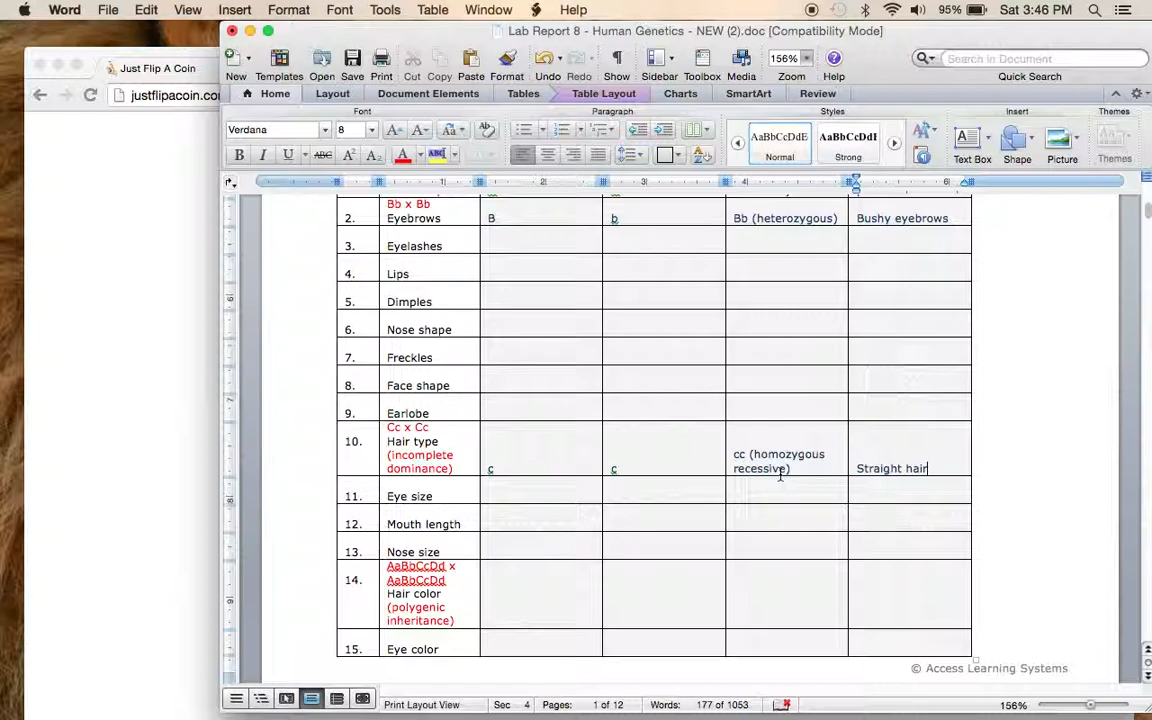 Word File Edit View Insert Format Font Tools Table Window Help 95% Sat 3:46 PM
Just Flip A Coin
justflipacoin.co
Lab Report 8 - Human Genetics - NEW (2).doc [Compatibility Mode]
156% Search in Document
New Templates Open Save Print Cut Copy Paste Format Undo Redo Show Sidebar Toolbox Media Zoom Help Quick Search
Home Layout Document Elements Tables Table Layout Charts SmartArt Review
Font Paragraph Styles Insert Themes
Verdana 8 AaBbCcDdE AaBbCcDdI
Normal Strong Text Box Shape Picture Themes
Bb x Bb
2. Eyebrows B b Bb (heterozygous) Bushy eyebrows
3. Eyelashes
4. Lips
5. Dimples
6. Nose shape
7. Freckles
8. Face shape
9. Earlobe
10. Cc x Cc
Hair type
(incomplete
dominance) c c cc (homozygous
recessive) Straight hair
11. Eye size
12. Mouth length
13. Nose size
14. AaBbCcDd x
AaBbCcDd
Hair color
(polygenic
inheritance)
15. Eye color
© Access Learning Systems
Print Layout View Sec 4 Pages: 1 of 12 Words: 177 of 1053 156%